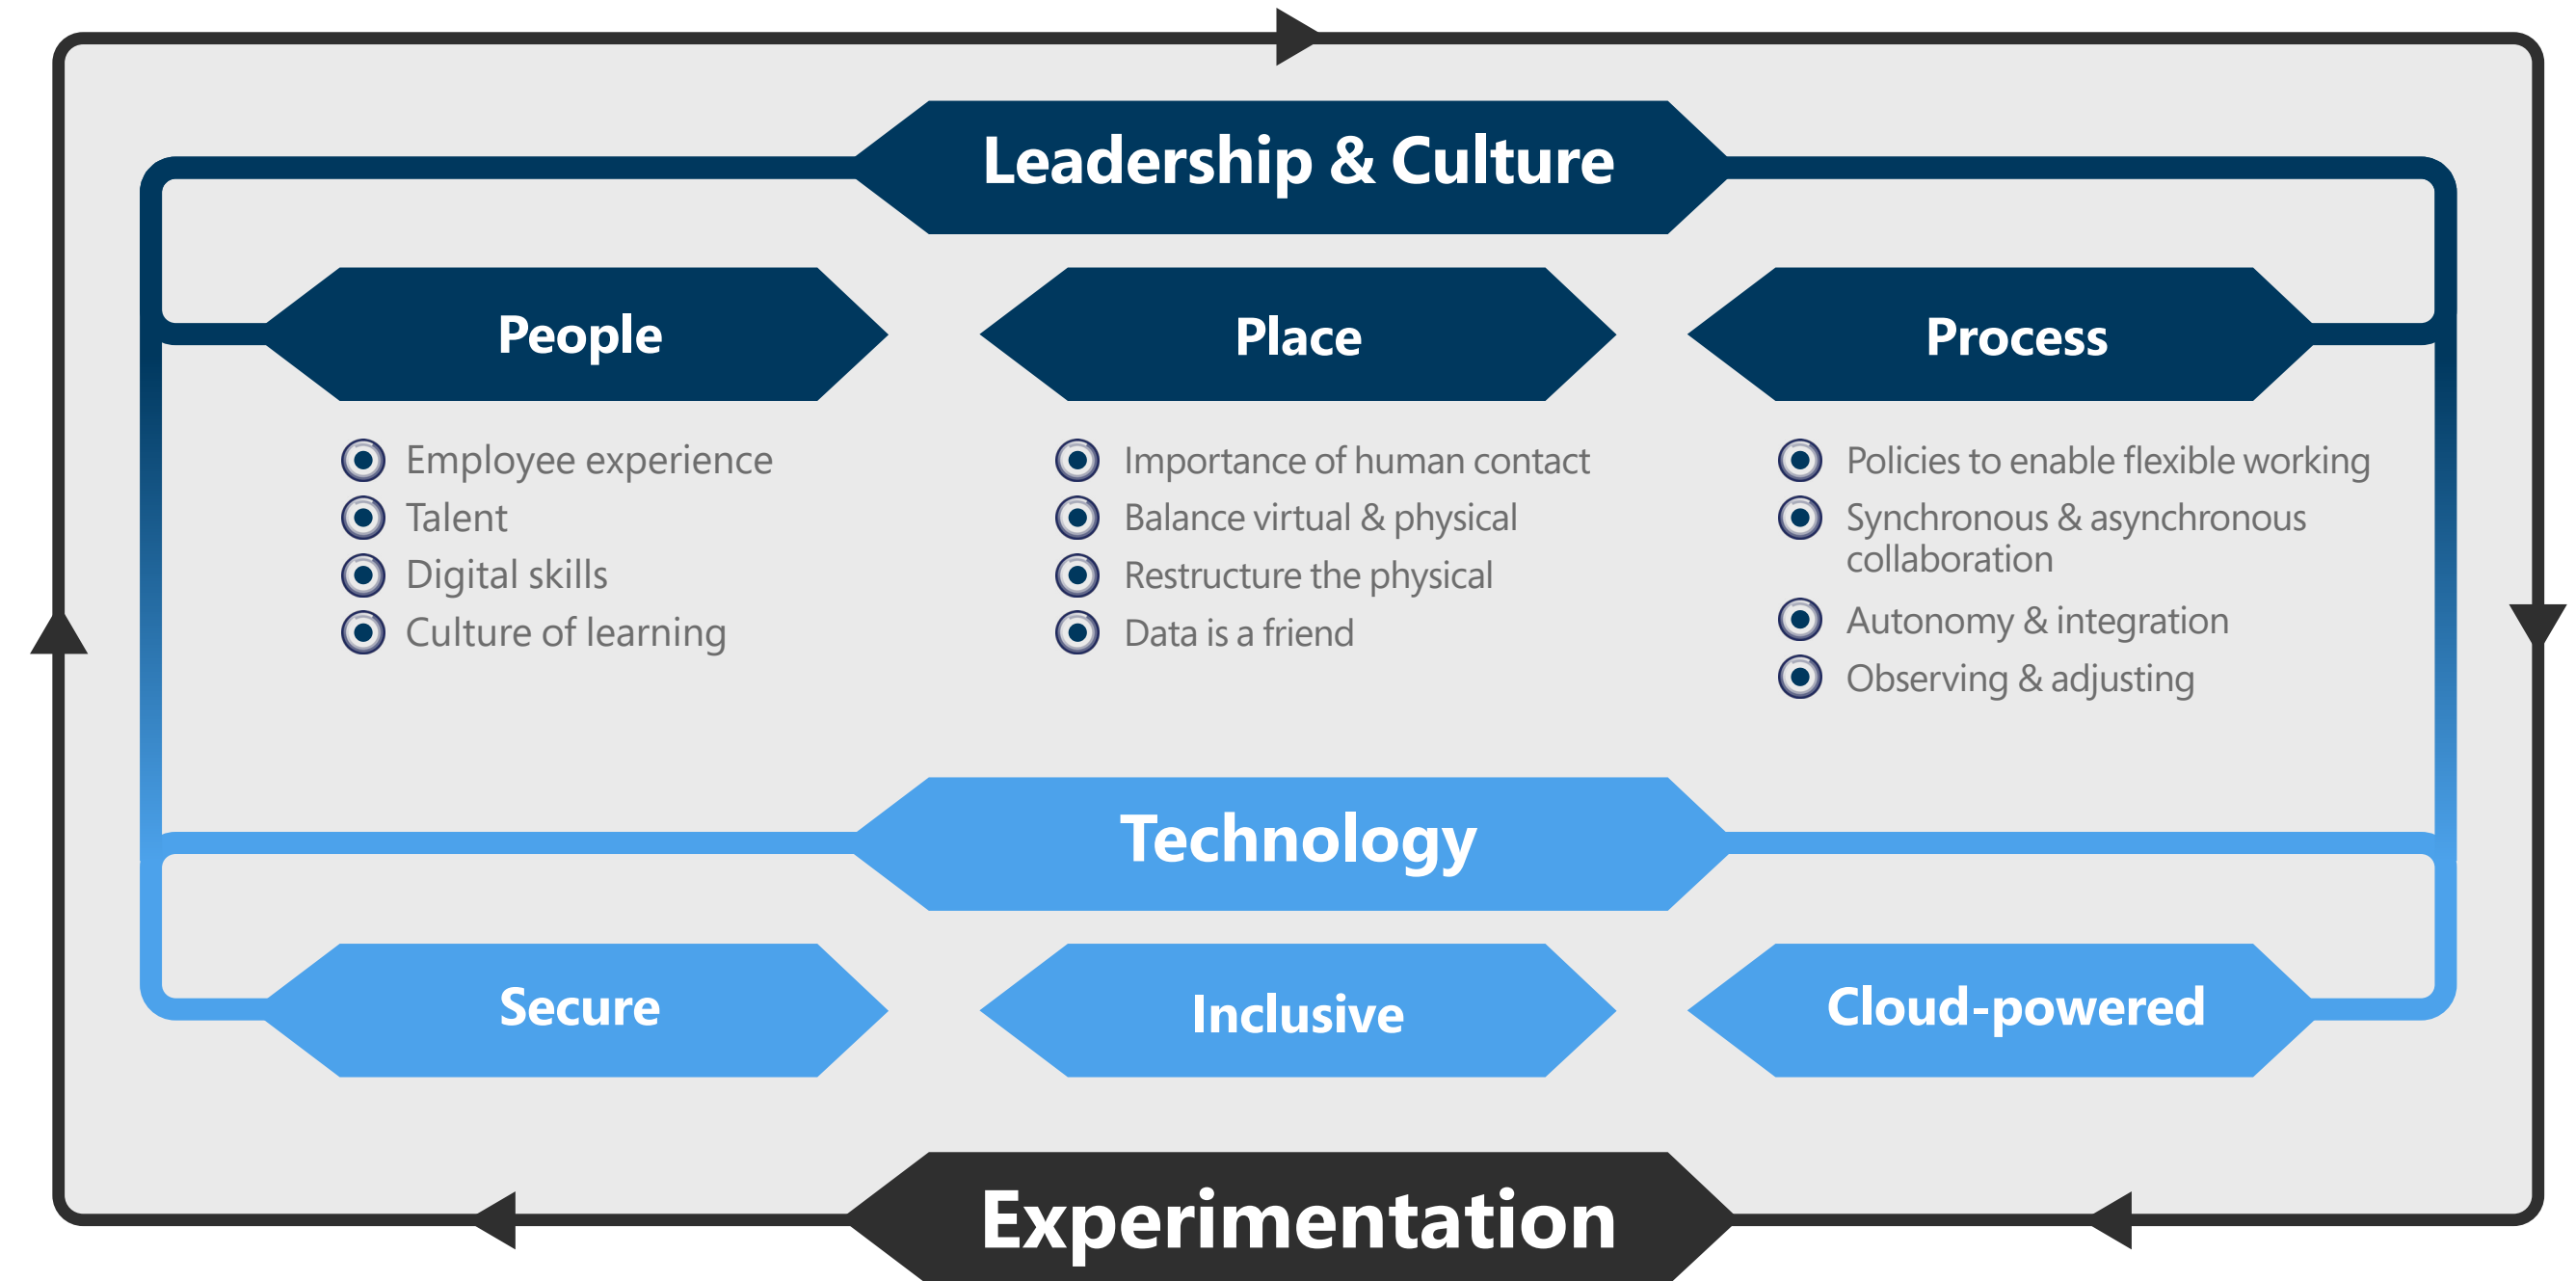 Leadership & Culture
People
Employee experience
Talent
Digital skills
Culture of learning
Place
Importance of human contact
Balance virtual & physical
Restructure the physical
Data is a friend
Process
Policies to enable flexible working
Synchronous & asynchronous
collaboration
Autonomy & integration
Observing & adjusting
Technology
Secure
Inclusive
Cloud-powered
Experimentation